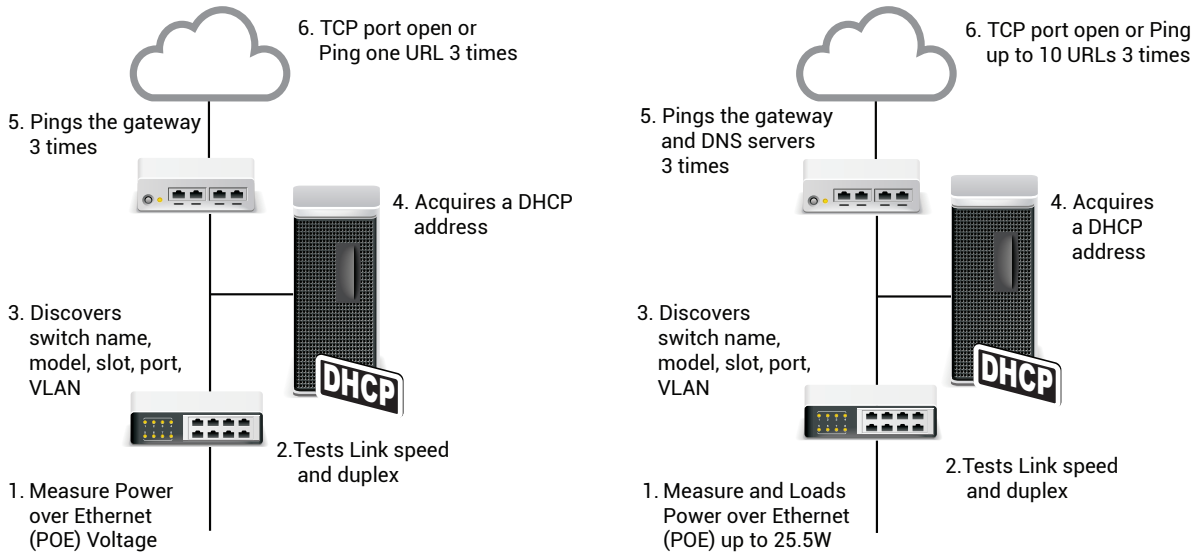 6. TCP port open or
Ping one URL 3 times
5. Pings the gateway
3 times
4. Acquires a DHCP
address
3. Discovers
switch name,
model, slot, port,
VLAN
DHCP
2.Tests Link speed
and duplex
1. Measure Power
over Ethernet
(POE) Voltage
6. TCP port open or Ping
up to 10 URLs 3 times
5. Pings the gateway
and DNS servers
3 times
4. Acquires
a DHCP
address
3. Discovers
switch name,
model, slot, port,
VLAN
DHCP
2.Tests Link speed
and duplex
1. Measure and Loads
Power over Ethernet
(POE) up to 25.5W